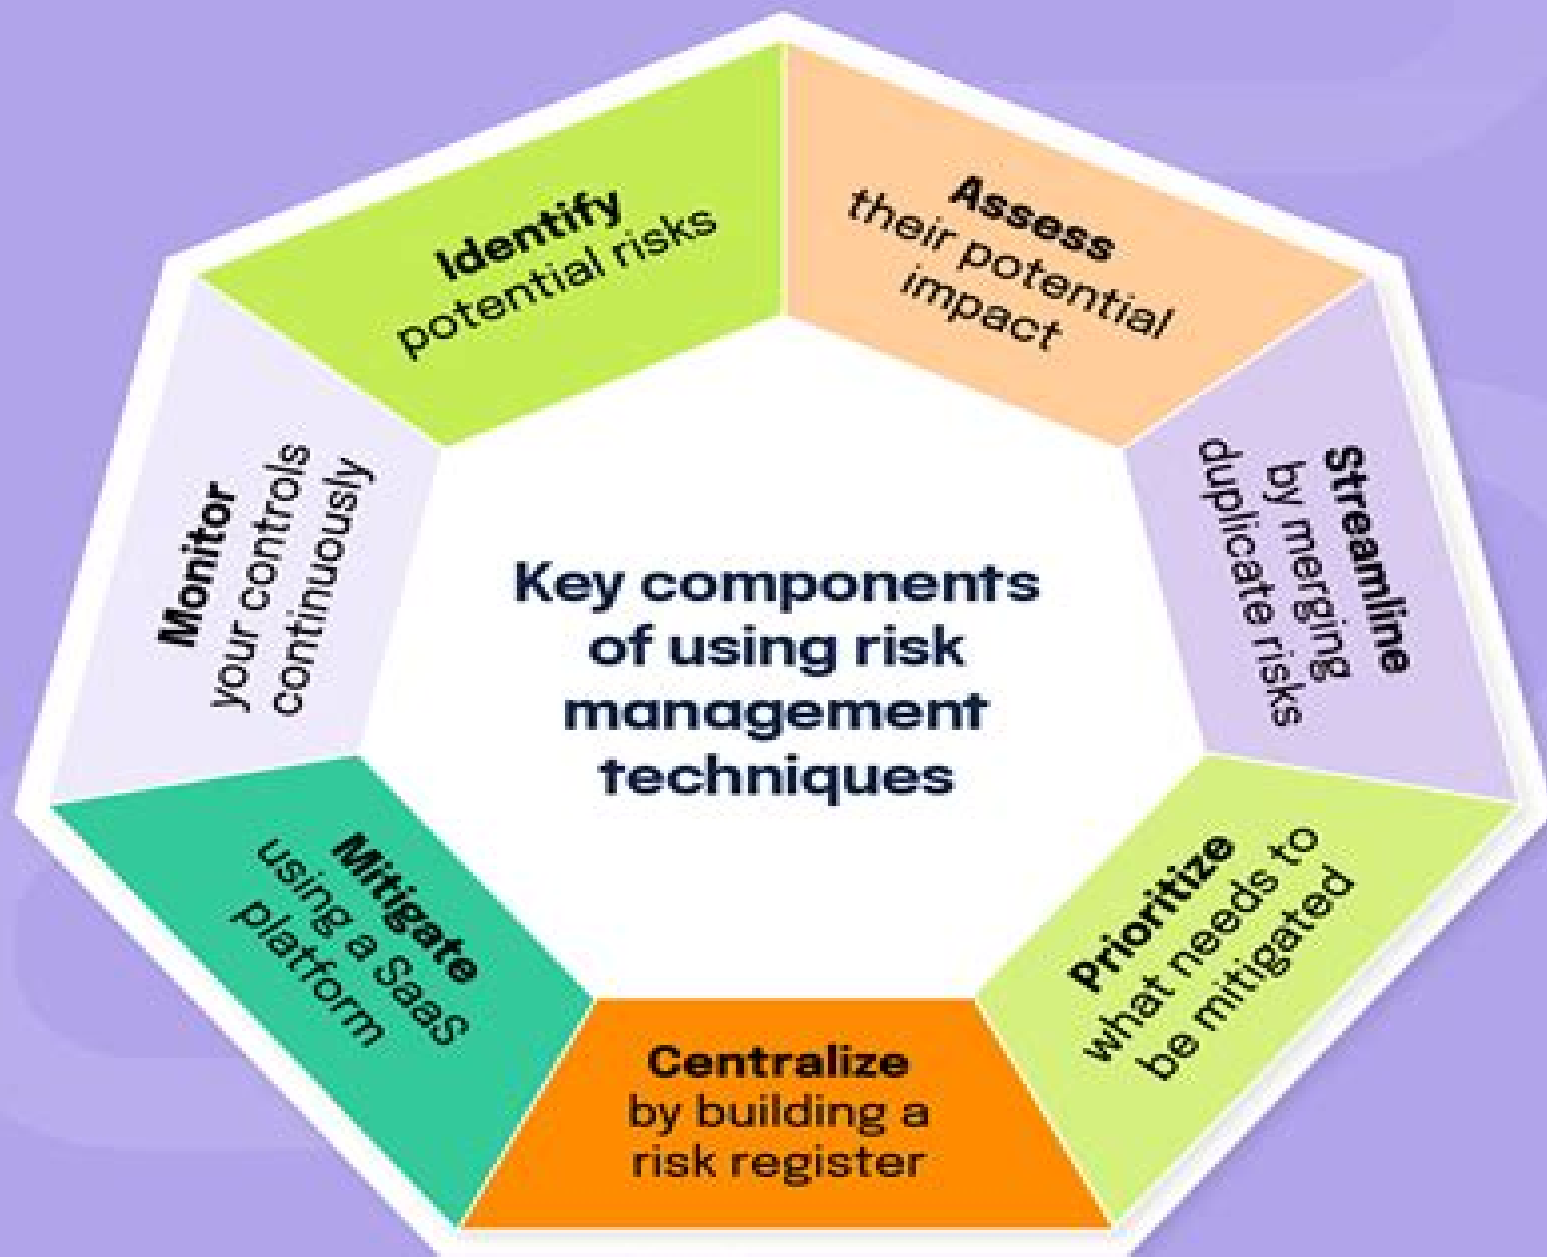 Identify
potential risks
Assess
their potential
impact
Streamline
by merging
duplicate risks
Prioritize
what needs to
be mitigated
Centralize
by building a
risk register
Mitigate
using a SaaS
platform
Monitor
your controls
continuously
Key components
of using risk
management
techniques